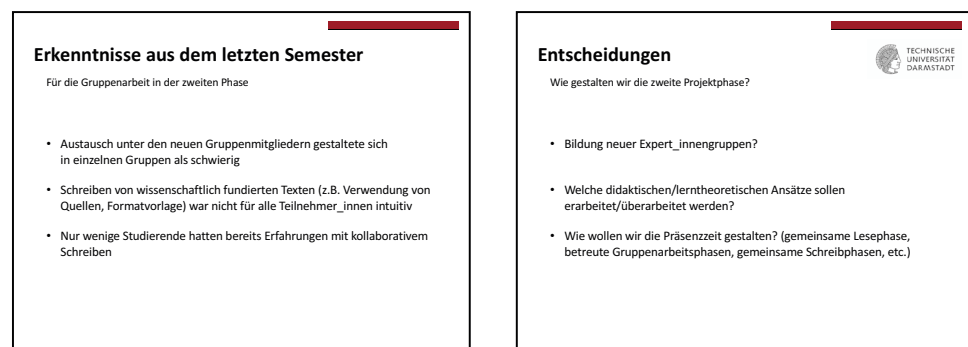 Erkenntnisse aus dem letzten Semester
Für die Gruppenarbeit in der zweiten Phase
• Austausch unter den neuen Gruppenmitgliedern gestaltete sich
in einzelnen Gruppen als schwierig
• Schreiben von wissenschaftlich fundierten Texten (z.B. Verwendung von
Quellen, Formatvorlage) war nicht für alle Teilnehmer_innen intuitiv
• Nur wenige Studierende hatten bereits Erfahrungen mit kollaborativem
Schreiben
Entscheidungen
TECHNISCHE
UNIVERSITÄT
DARMSTADT
Wie gestalten wir die zweite Projektphase?
• Bildung neuer Expert_innengruppen?
• Welche didaktischen/lerntheoretischen Ansätze sollen
erarbeitet/überarbeitet werden?
• Wie wollen wir die Präsenzzeit gestalten? (gemeinsame Lesephase,
betreute Gruppenarbeitsphasen, gemeinsame Schreibphasen, etc.)